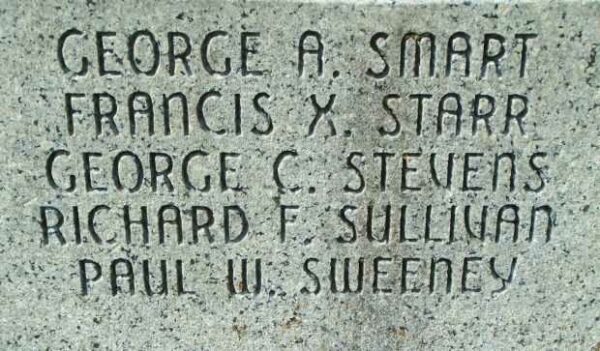 GEORGE A. SMART
FRANCIS X. STARR
GEORGE C. STEVENS
RICHARD F. SULLIVAN
PAUL W. SWEENEY